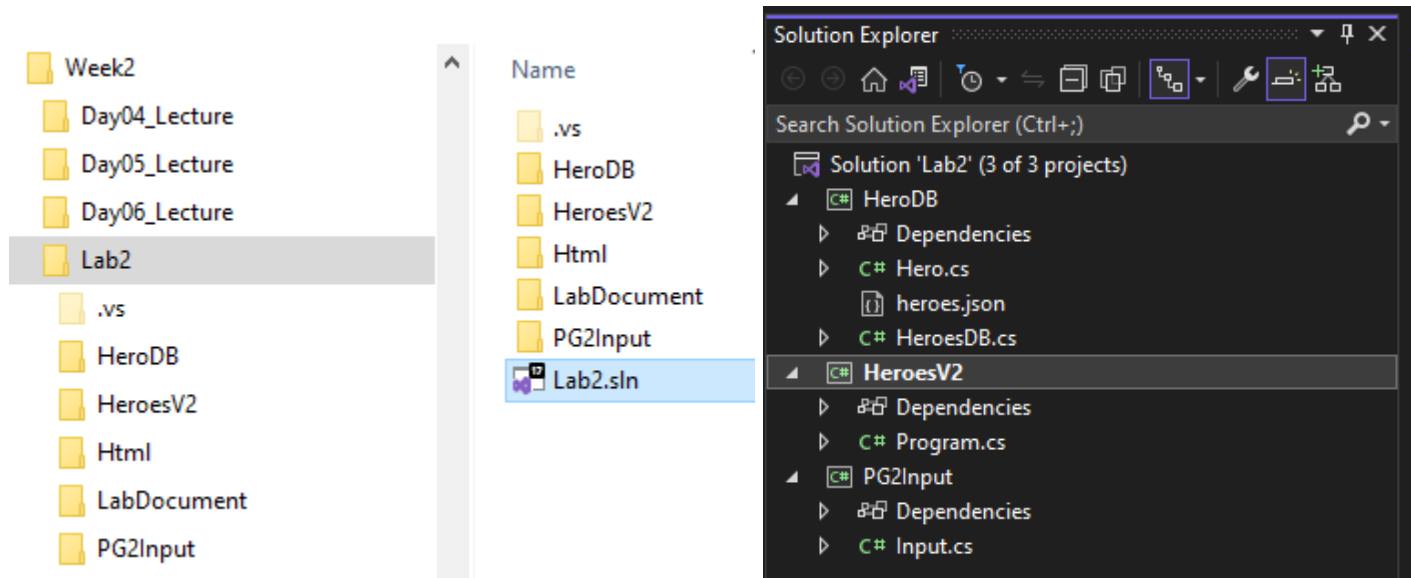 Week2
Day04_Lecture
Day05_Lecture
Day06_Lecture
Lab2
.vs
HeroDB
HeroesV2
Html
LabDocument
PG2Input
Name
.vs
HeroDB
HeroesV2
Html
LabDocument
PG2Input
17
Lab2.sln
Solution Explorer
Search Solution Explorer (Ctrl+;)
Solution 'Lab2' (3 of 3 projects)
C# HeroDB
Dependencies
C# Hero.cs
heroes.json
C# HeroesDB.cs
C# HeroesV2
Dependencies
C# Program.cs
C# PG2Input
Dependencies
C# Input.cs